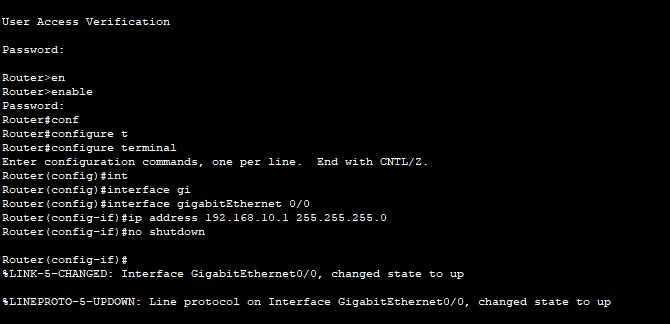 User Access Verification
Password:
Router>en
Router>enable
Password:
Router#conf
Router#configure t
Router#configure terminal
Enter configuration commands, one per line.  End with CNTL/Z.
Router(config)#int
Router(config)#interface gi
Router(config)#interface gigabitEthernet 0/0
Router(config-if)#ip address 192.168.10.1 255.255.255.0
Router(config-if)#no shutdown
Router(config-if)#
%LINK-5-CHANGED: Interface GigabitEthernet0/0, changed state to up
%LINEPROTO-5-UPDOWN: Line protocol on Interface GigabitEthernet0/0, changed state to up